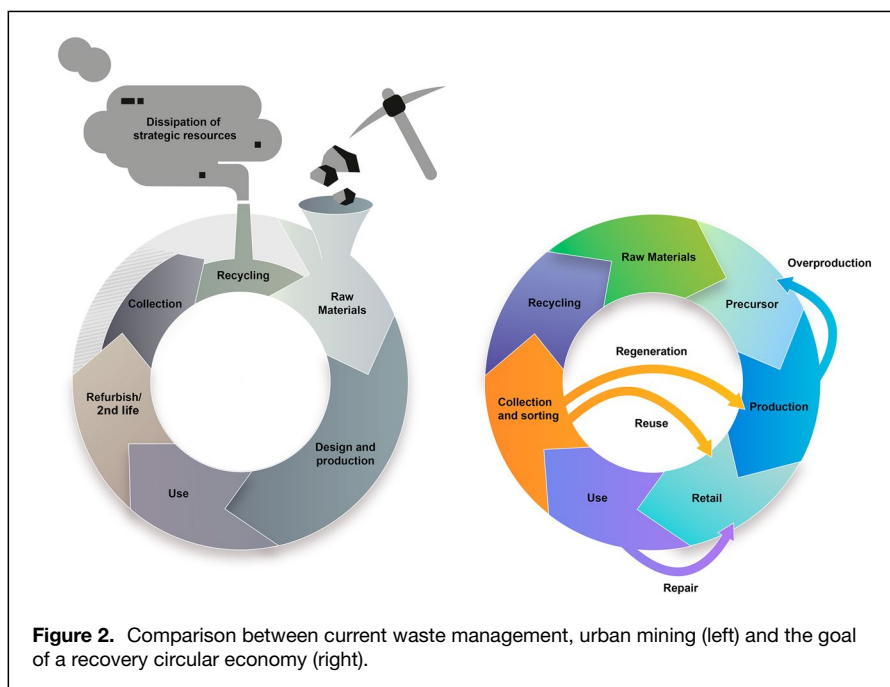 Dissipation of
strategic resources
Recycling
Collection
Raw
Materials
Refurbish/
2nd life
Design and
production
Use
Raw Materials
Overproduction
Recycling
Precursor
Regeneration
Collection
and sorting
Production
Reuse
Use
Retail
Repair
Figure 2. Comparison between current waste management, urban mining (left) and the goal
of a recovery circular economy (right).